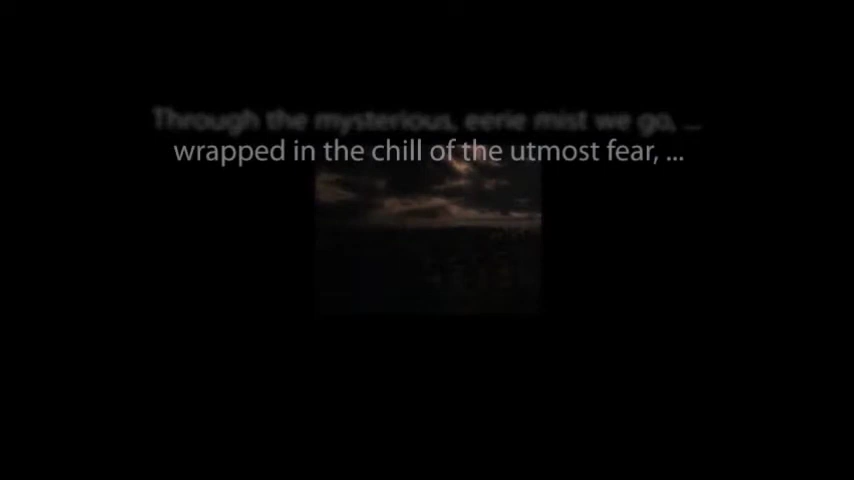 Through the mysterious, eerie mist we go, ...
wrapped in the chill of the utmost fear, ...